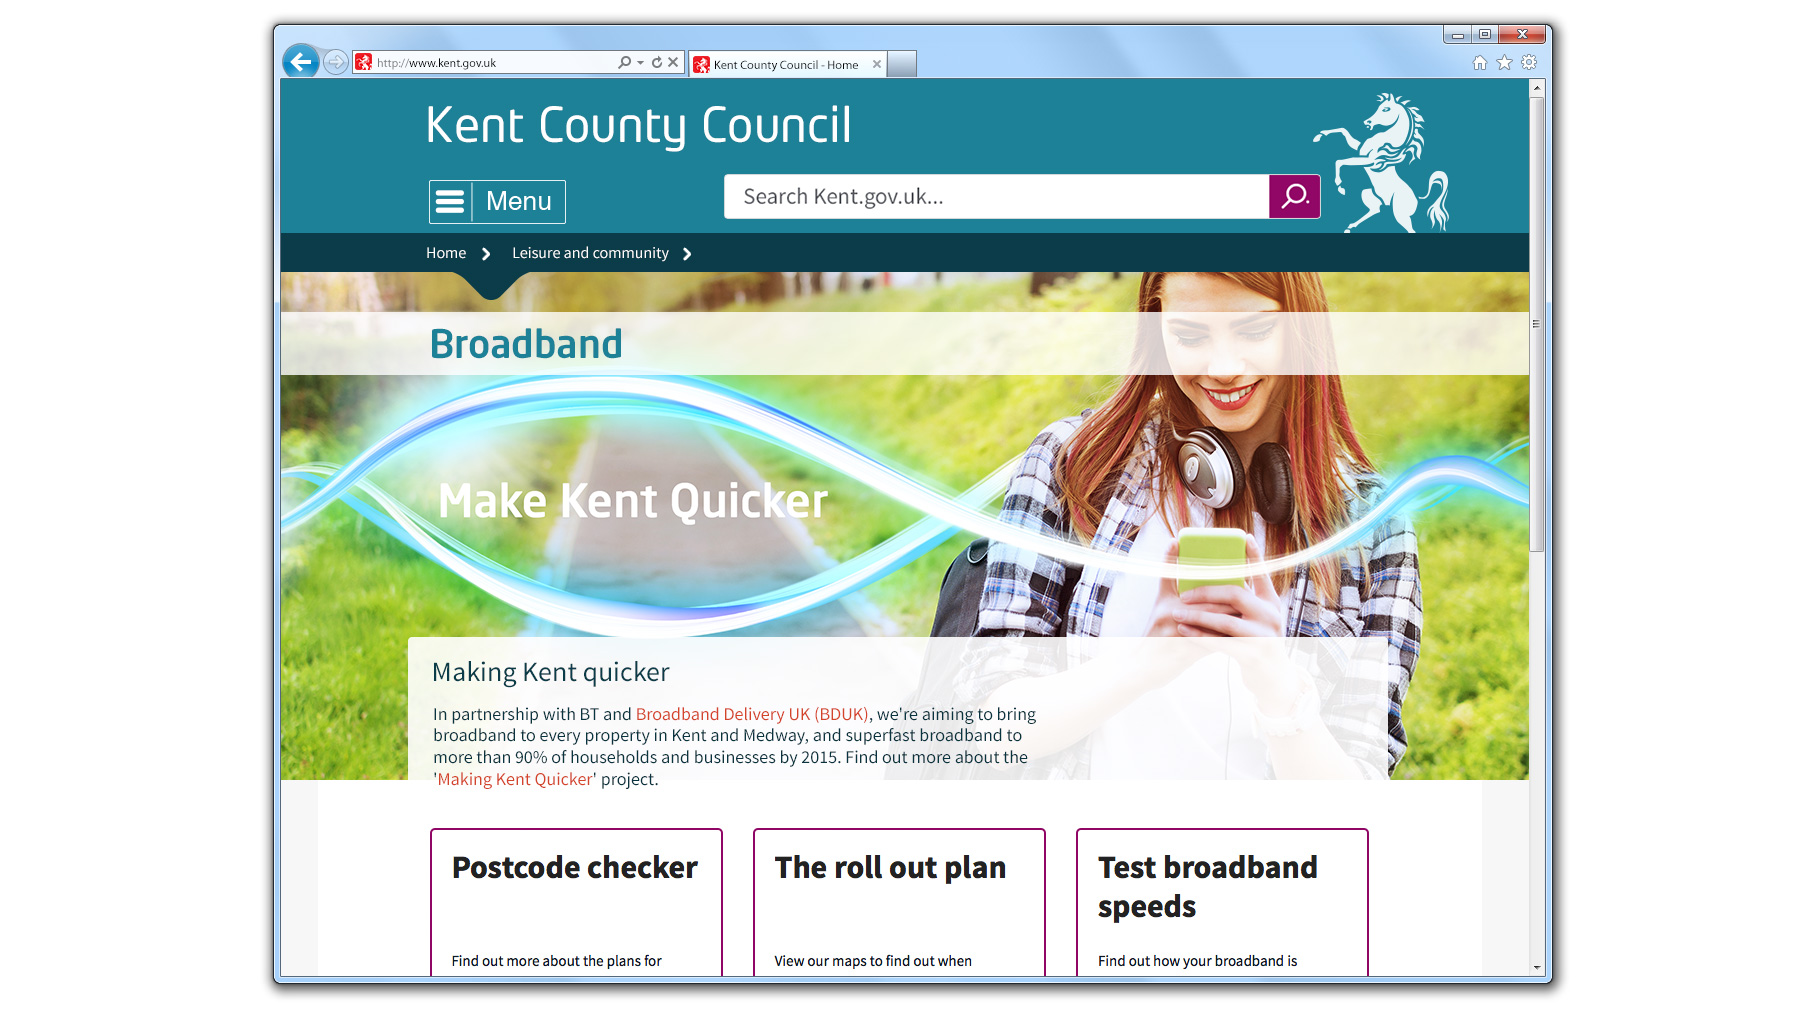 http://www.kent.gov.uk
Kent County Council - Home
Kent County Council
Menu
Search Kent.gov.uk...
Home
Leisure and community
Broadband
Make Kent Quicker
Making Kent quicker
In partnership with BT and Broadband Delivery UK (BDUK), we're aiming to bring
broadband to every property in Kent and Medway, and superfast broadband to
more than 90% of households and businesses by 2015. Find out more about the
'Making Kent Quicker' project.
Postcode checker
Find out more about the plans for
The roll out plan
View our maps to find out when
Test broadband
speeds
Find out how your broadband is